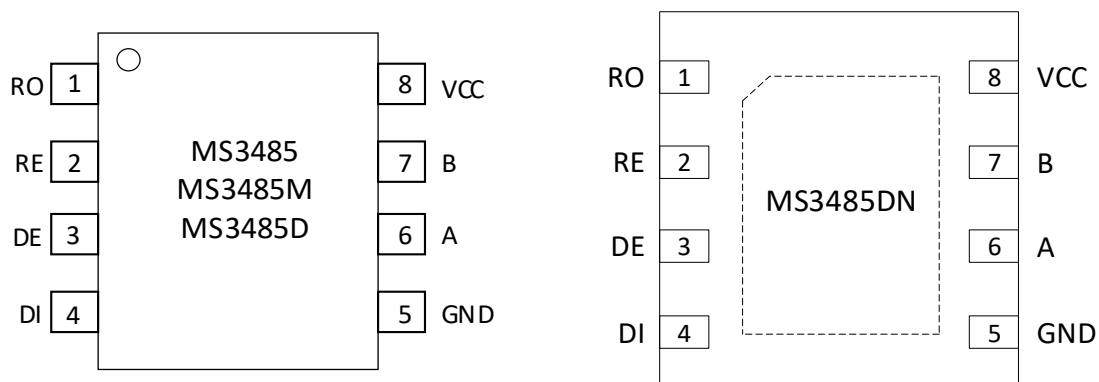 RO 1 8 VCC
RE 2 7 B
DE 3 6 A
DI 4 5 GND
MS3485
MS3485M
MS3485D
RO 1 8 VCC
RE 2 7 B
DE 3 6 A
DI 4 5 GND
MS3485DN